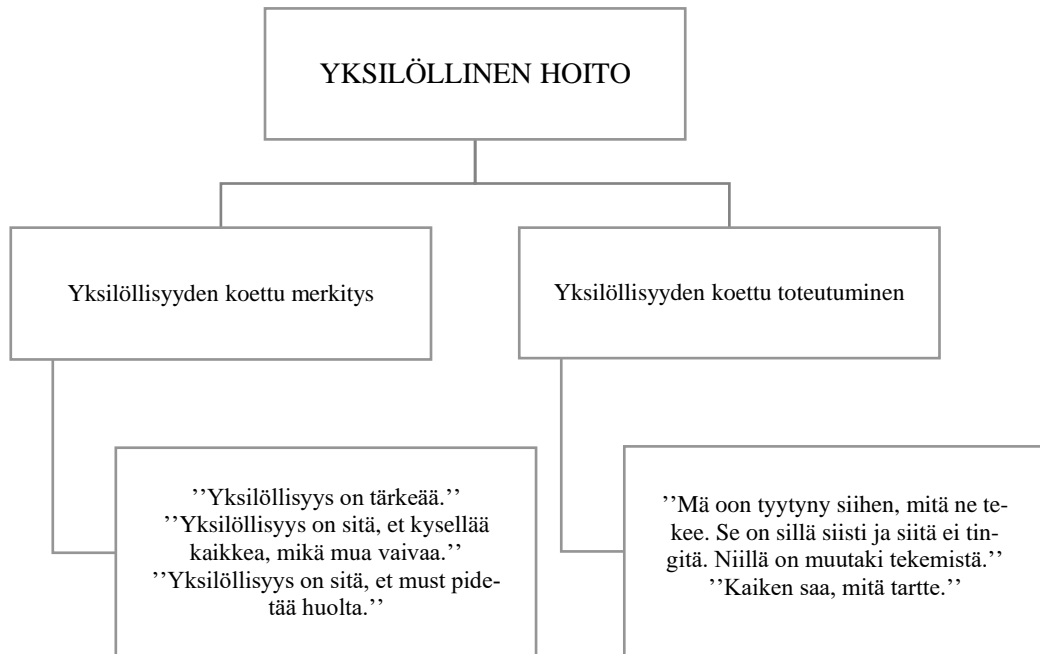 YKSILÖLLINEN HOITO
Yksilöllisyyden koettu merkitys
Yksilöllisyyden koettu toteutuminen
’’Yksilöllisyys on tärkeää.’’
’’Yksilöllisyys on sitä, et kysellää
kaikkea, mikä mua vaivaa.’’
’’Yksilöllisyys on sitä, et must pide-
tää huolta.’’
’’Mä oon tyytyny siihen, mitä ne te-
kee. Se on sillä siisti ja siitä ei tin-
gitä. Niillä on muutaki tekemistä.’’
’’Kaiken saa, mitä tartte.’’